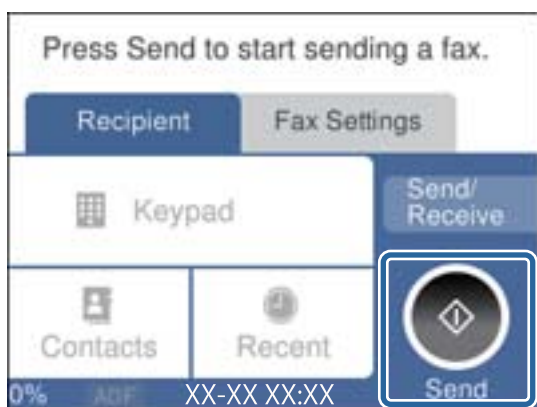 Press Send to start sending a fax.
Recipient
Fax Settings
Keypad
Send/
Receive
Contacts
Recent
0%
ADF
XX-XX XX:XX
Send